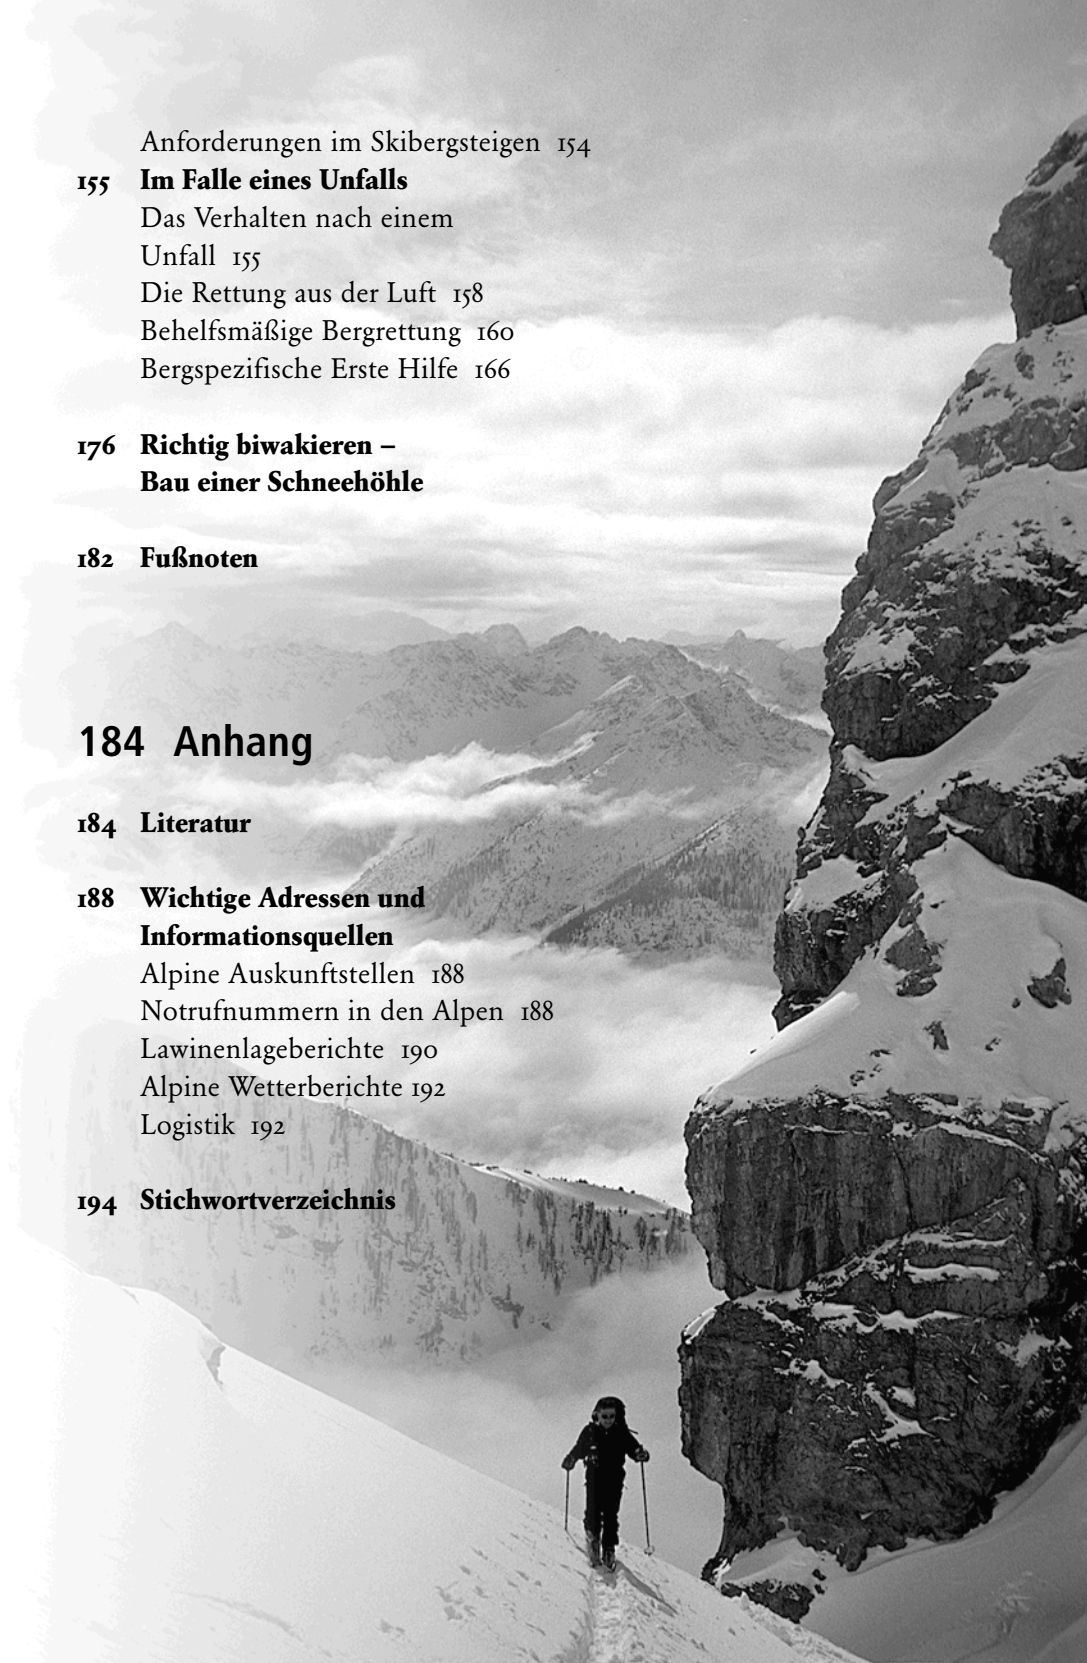 Anforderungen im Skibergsteigen 154
155 Im Falle eines Unfalls
Das Verhalten nach einem
Unfall 155
Die Rettung aus der Luft 158
Behelfsmäßige Bergrettung 160
Bergspezifische Erste Hilfe 166
176 Richtig biwakieren –
Bau einer Schneehöhle
182 Fußnoten
184 Anhang
184 Literatur
188 Wichtige Adressen und
Informationsquellen
Alpine Auskunftstellen 188
Notrufnummern in den Alpen 188
Lawinenlageberichte 190
Alpine Wetterberichte 192
Logistik 192
194 Stichwortverzeichnis